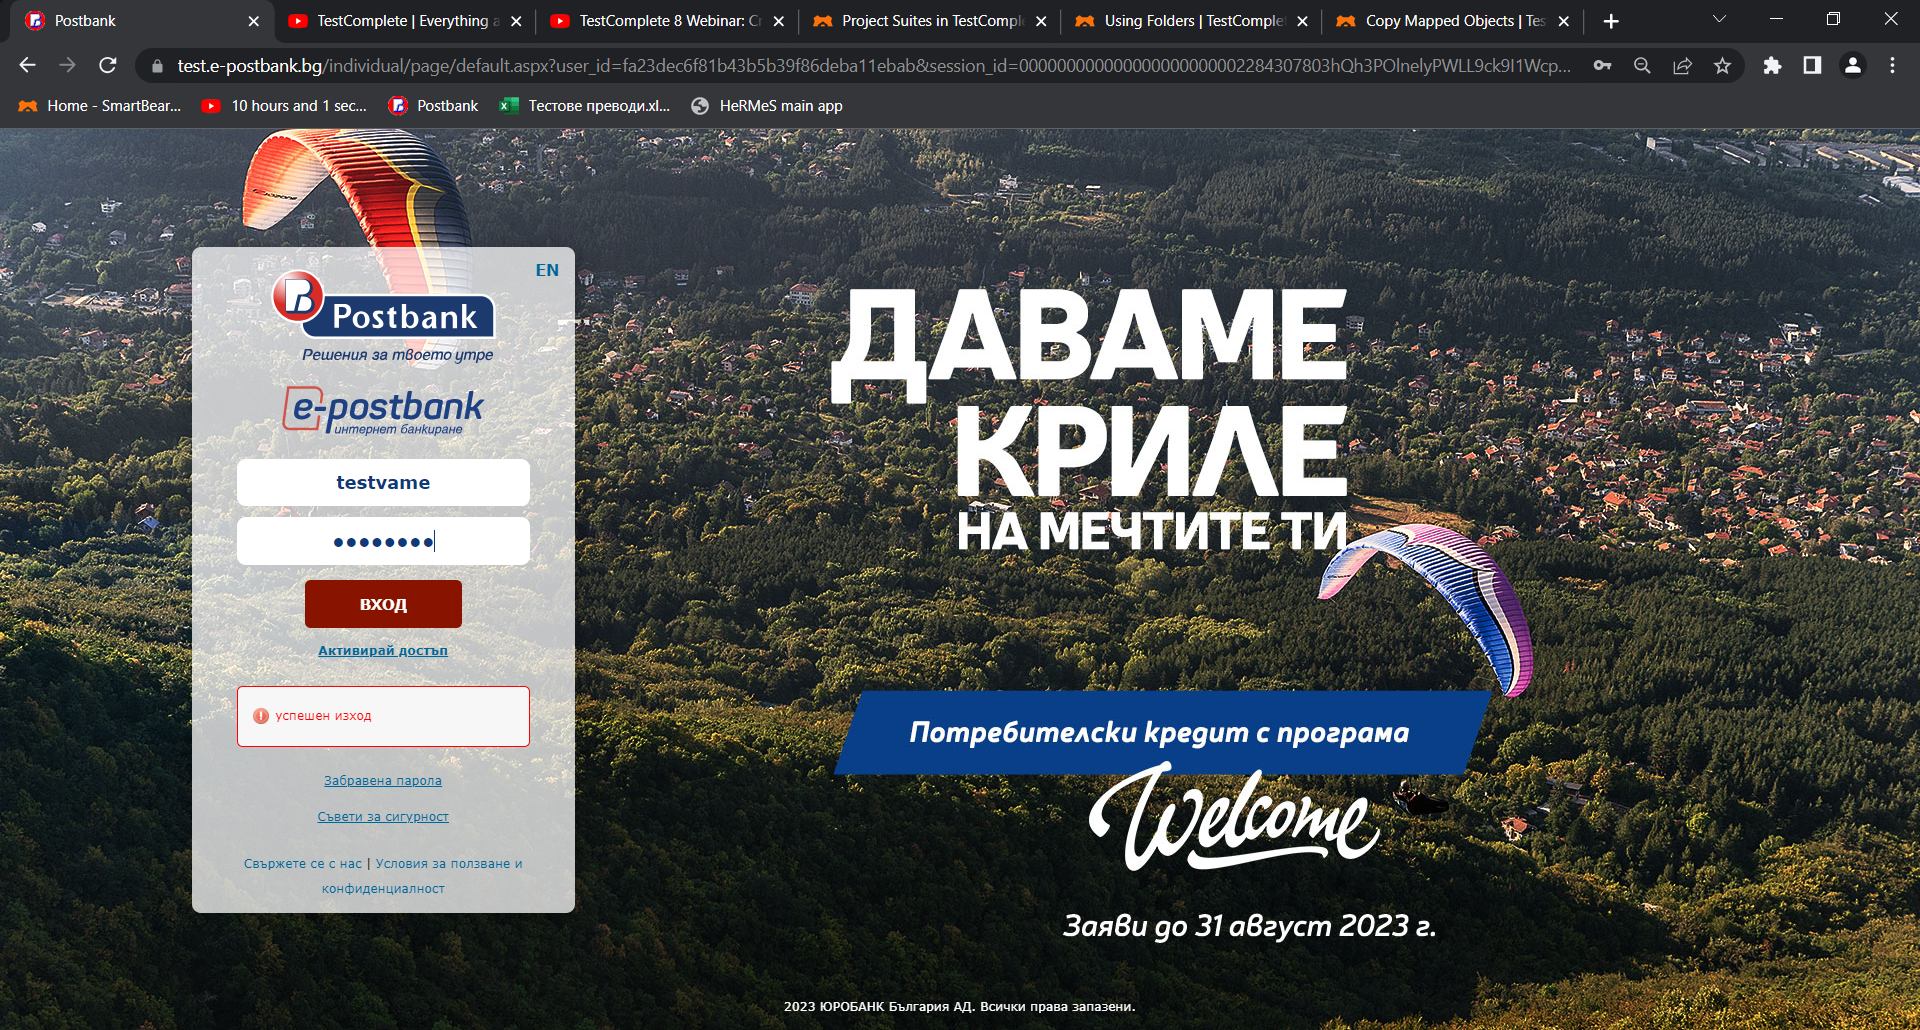 Postbank
TestComplete | Everything a
TestComplete 8 Webinar: Cr
Project Suites in TestComple
Using Folders | TestComplet
Copy Mapped Objects | Tes
test.e-postbank.bg/individual/page/default.aspx?user_id=fa23dec6f81b43b5b39f86deba11ebab&session_id=
Home - SmartBear...
10 hours and 1 sec...
Postbank
Тестове преводи.xl...
HeRMeS main app
EN
Postbank
Решения за твоето утре
e-postbank
интернет банкиране
testvame
ВХОД
Активирай достъп
успешен изход
Забравена парола
Съвети за сигурност
Свържете се с нас | Условия за ползване и
конфиденциалност
ДАВАМЕ
КРИЛЕ
НА МЕЧТИТЕ ТИ
Потребителски кредит с програма
Welcome
Заяви до 31 август 2023 г.
2023 ЮРОБАНК България АД. Всички права запазени.